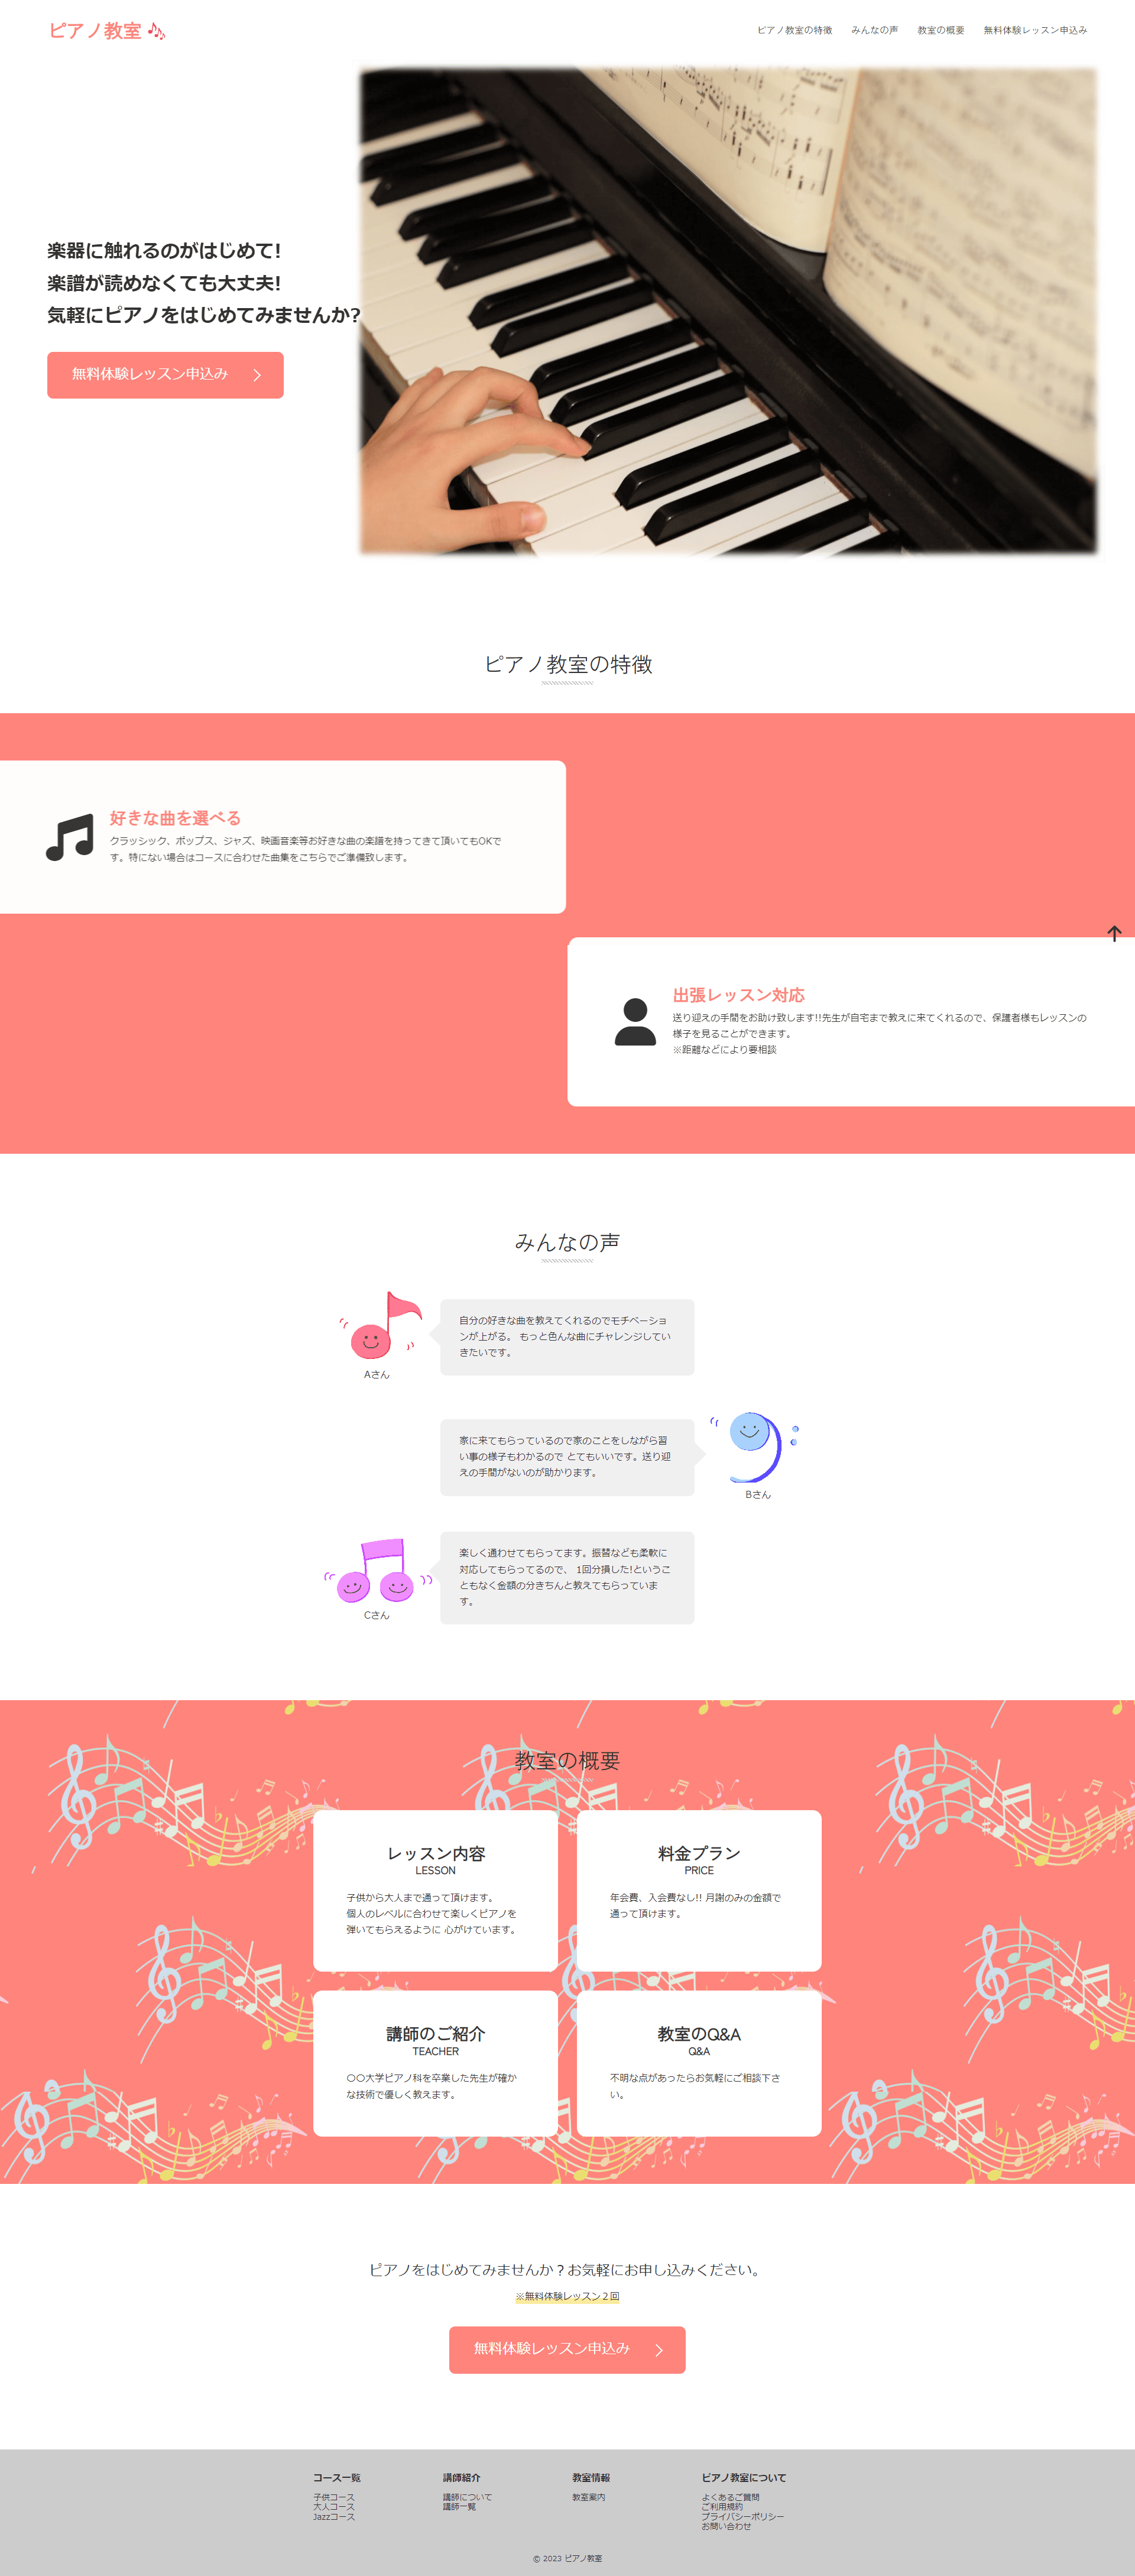 ピアノ教室
ピアノ教室の特徴 みんなの声 教室の概要 無料体験レッスン申込み
楽器に触れるのがはじめて!
楽譜が読めなくても大丈夫!
気軽にピアノをはじめてみませんか?
無料体験レッスン申込み
ピアノ教室の特徴
好きな曲を選べる
クラッシック、ポップス、ジャズ、映画音楽等お好きな曲の楽譜を持ってきて頂いてもOKで
す。特にない場合はコースに合わせた曲集をこちらでご準備致します。
出張レッスン対応
送り迎えの手間をお助け致します!!先生が自宅まで教えに来てくれるので、保護者様もレッスンの
様子を見ることができます。
※距離などにより要相談
みんなの声
自分の好きな曲を教えてくれるのでモチベーショ
ンが上がる。 もっと色んな曲にチャレンジしてい
きたいです。
Aさん
家に来てもらっているので家のことをしながら習
い事の様子もわかるので とてもいいです。送り迎
えの手間がないのが助かります。
Bさん
楽しく通わせてもらってます。振替なども柔軟に
対応してもらってるので、 1回分損した!というこ
ともなく金額の分きちんと教えてもらっていま
す。
Cさん
教室の概要
レッスン内容
LESSON
子供から大人まで通って頂けます。
個人のレベルに合わせて楽しくピアノを
弾いてもらえるように 心がけています。
料金プラン
PRICE
年会費、入会費なし!! 月謝のみの金額で
通って頂けます。
講師のご紹介
TEACHER
〇〇大学ピアノ科を卒業した先生が確か
な技術で優しく教えます。
教室のQ&A
Q&A
不明な点があったらお気軽にご相談下さ
い。
ピアノをはじめてみませんか？お気軽にお申し込みください。
※無料体験レッスン２回
無料体験レッスン申込み
コース一覧
子供コース
大人コース
Jazzコース
講師紹介
講師について
講師一覧
教室情報
教室案内
ピアノ教室について
よくあるご質問
ご利用規約
プライバシーポリシー
お問い合わせ
© 2023 ピアノ教室